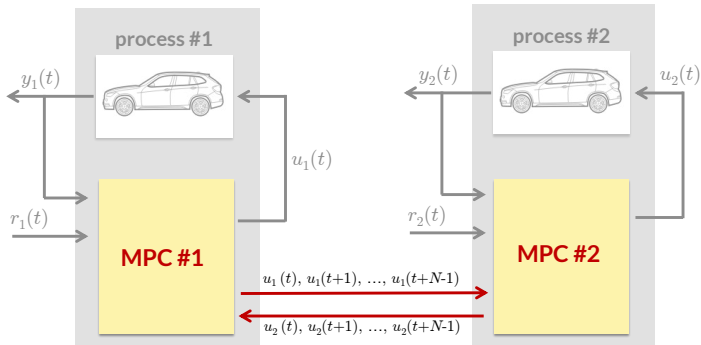 process #1
process #2
y₁(t)
y₂(t)
u₂(t)
u₁(t)
r₁(t)
r₂(t)
MPC #1
MPC #2
u₁(t), u₁(t+1), ..., u₁(t+N-1)
u₂(t), u₂(t+1), ..., u₂(t+N-1)